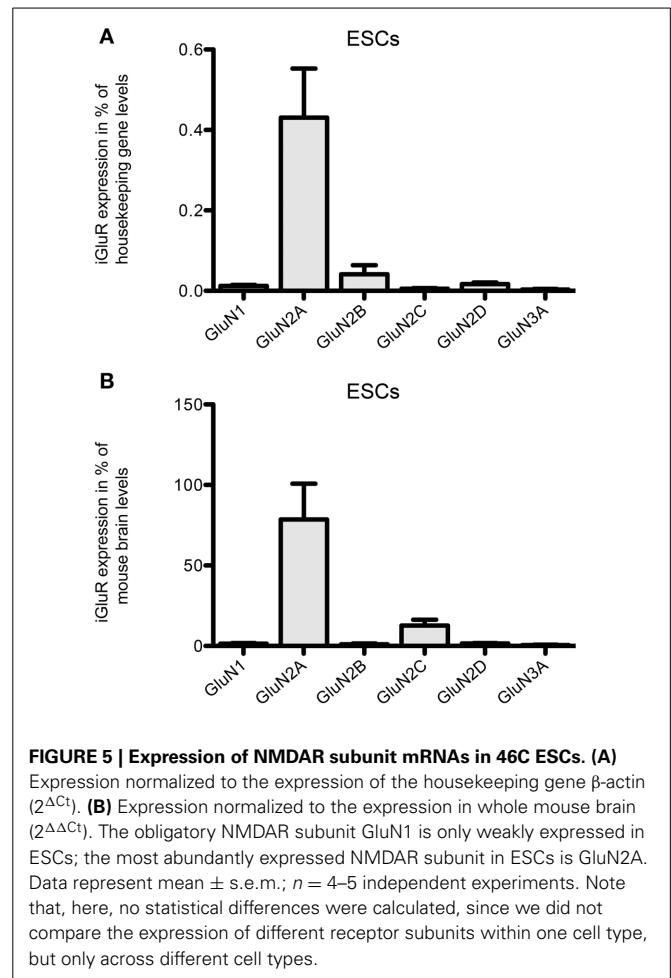 A
ESCs
iGluR expression in % of
housekeeping gene levels
0.6
0.4
0.2
0.0
GluN1
GluN2A
GluN2B
GluN2C
GluN2D
GluN3A
B
ESCs
iGluR expression in % of
mouse brain levels
150
100
50
0
GluN1
GluN2A
GluN2B
GluN2C
GluN2D
GluN3A
FIGURE 5 | Expression of NMDAR subunit mRNAs in 46C ESCs. (A)
Expression normalized to the expression of the housekeeping gene β-actin
(2^ΔCt). (B) Expression normalized to the expression in whole mouse brain
(2^ΔΔCt). The obligatory NMDAR subunit GluN1 is only weakly expressed in
ESCs; the most abundantly expressed NMDAR subunit in ESCs is GluN2A.
Data represent mean ± s.e.m.; n = 4–5 independent experiments. Note
that, here, no statistical differences were calculated, since we did not
compare the expression of different receptor subunits within one cell type,
but only across different cell types.